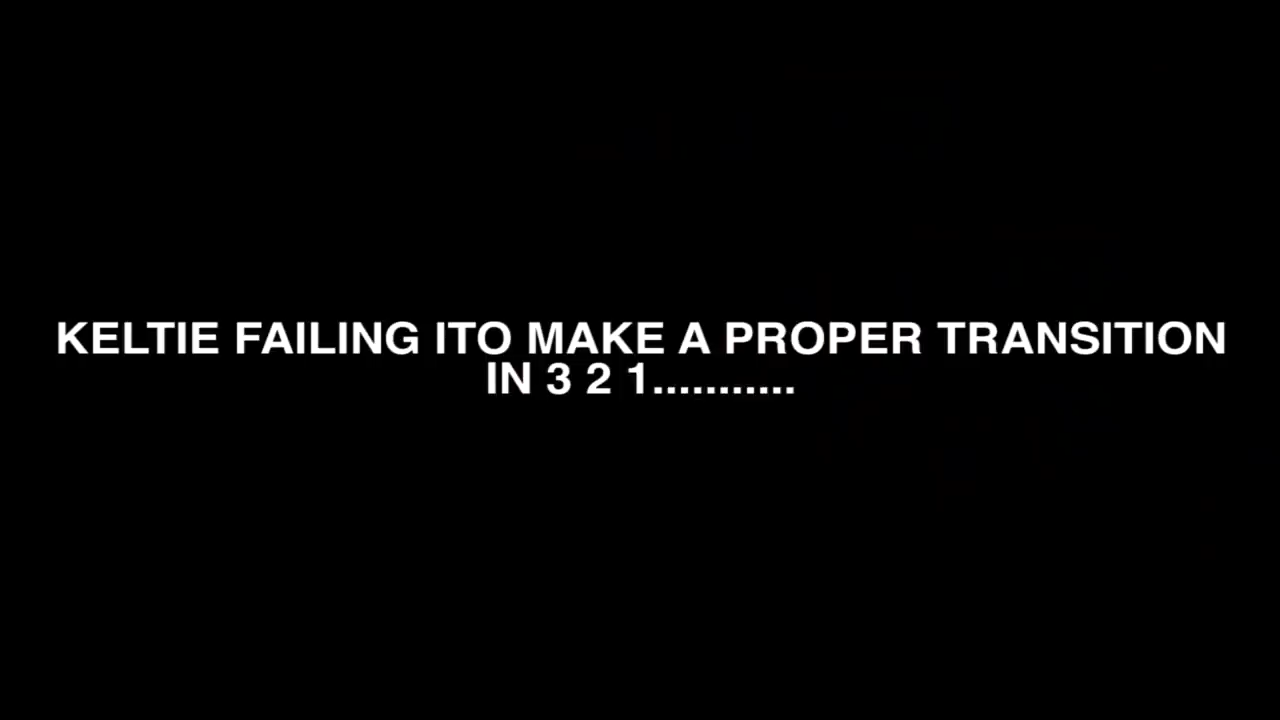 KELTIE FAILING ITO MAKE A PROPER TRANSITION
IN 3 2 1...........